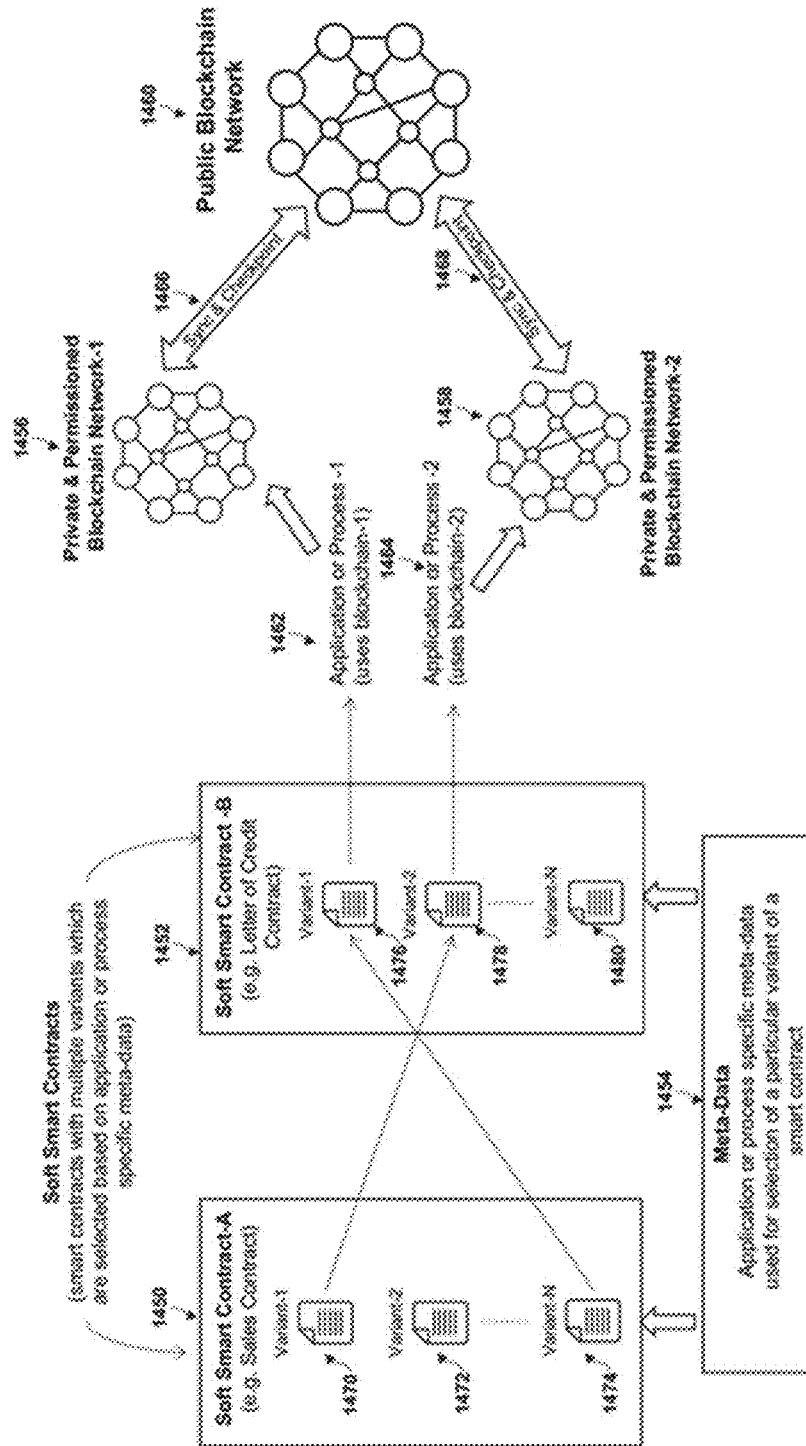 Soft Smart Contracts
(smart contracts with multiple variants which
are selected based on application or process
specific meta-data)
1450
Soft Smart Contract-A
(e.g. Sales Contract)
Variant-1
1470
Variant-2
1472
Variant-N
1474
1452
Soft Smart Contract -B
(e.g. Letter of Credit
Contract)
Variant-1
1476
Variant-2
1478
Variant-N
1480
1454
Meta-Data
Application or process specific meta-data
used for selection of a particular variant of a
smart contract
1462
Application or Process -1
(uses blockchain-1)
1464
Application or Process -2
(uses blockchain-2)
1456
Private & Permissioned
Blockchain Network-1
1458
Private & Permissioned
Blockchain Network-2
1466
Sync & Checkpoint
1468
Sync & Checkpoint
1460
Public Blockchain
Network